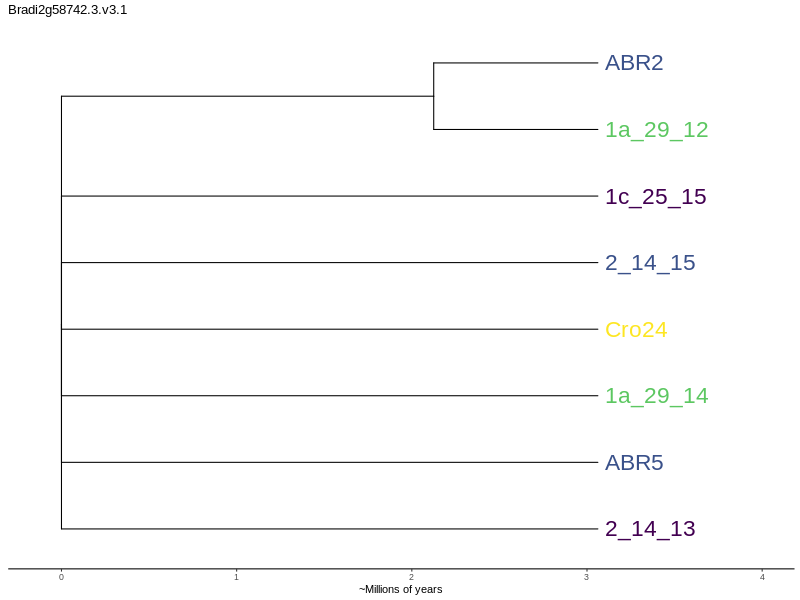 Bradi2g58742.3.v3.1
ABR2
1a_29_12
1c_25_15
2_14_15
Cro24
1a_29_14
ABR5
2_14_13
0 1 2 3 4
~Millions of years